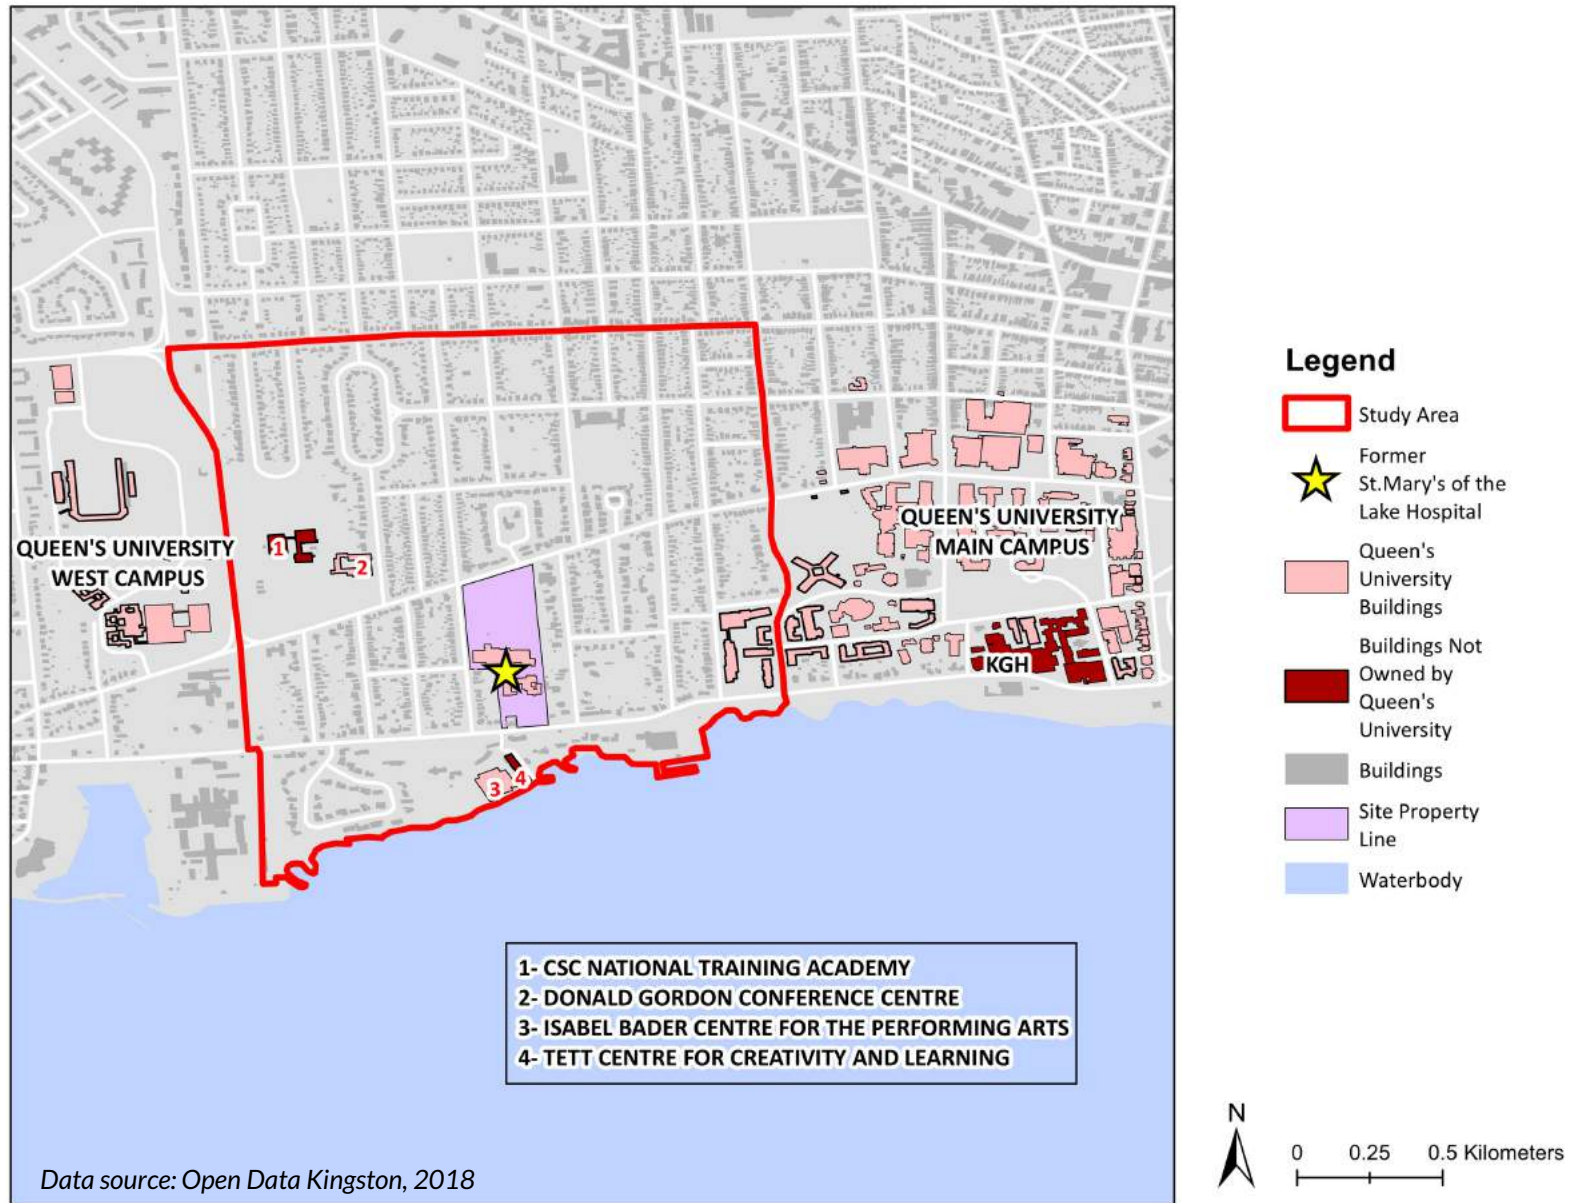 QUEEN'S UNIVERSITY
WEST CAMPUS
1
2
QUEEN'S UNIVERSITY
MAIN CAMPUS
KGH
3
4
1- CSC NATIONAL TRAINING ACADEMY
2- DONALD GORDON CONFERENCE CENTRE
3- ISABEL BADER CENTRE FOR THE PERFORMING ARTS
4- TETT CENTRE FOR CREATIVITY AND LEARNING
Data source: Open Data Kingston, 2018
Legend
Study Area
Former
St.Mary's of the
Lake Hospital
Queen's
University
Buildings
Buildings Not
Owned by
Queen's
University
Buildings
Site Property
Line
Waterbody
N
0 0.25 0.5 Kilometers